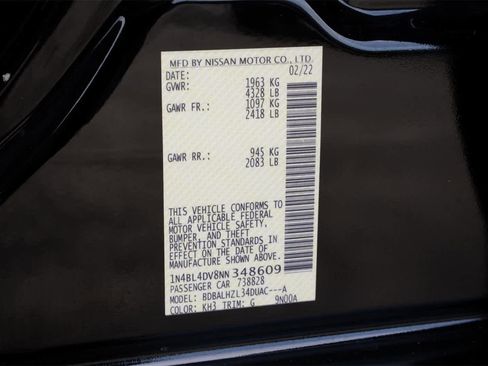 MFD BY NISSAN MOTOR CO., LTD.
DATE: 02/22
GVWR: 1963 KG
4328 LB
GAWR FR.: 1097 KG
2418 LB
GAWR RR.: 945 KG
2083 LB
THIS VEHICLE CONFORMS TO
ALL APPLICABLE FEDERAL
MOTOR VEHICLE SAFETY,
BUMPER, AND THEFT
PREVENTION STANDARDS IN
EFFECT ON THE DATE OF
MANUFACTURE SHOWN ABOVE.
1N4BL4DV8NN 348609
PASSENGER CAR 738828
MODEL: BDBALHZL34DUAC---A
COLOR: KH3 TRIM: G 9N00A